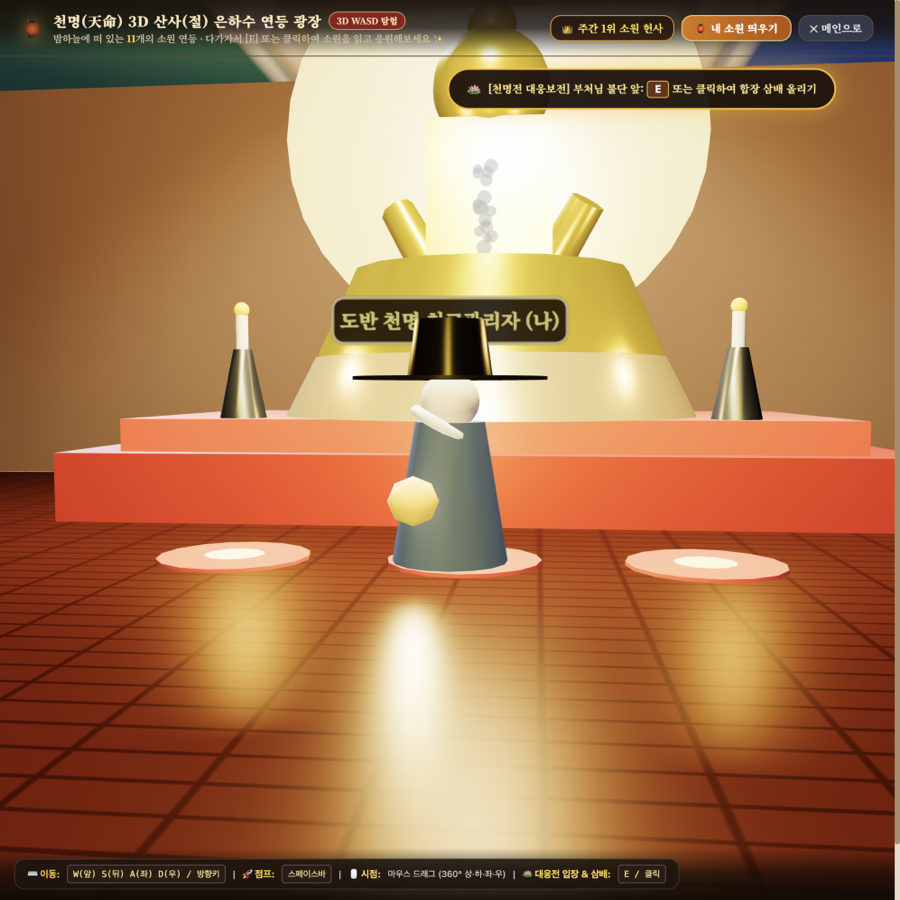 천명(天命) 3D 산사(절) 은하수 연등 광장
3D WASD 탐험
밤하늘에 떠 있는 11개의 소원 연등 · 다가가서 [E] 또는 클릭하여 소원을 읽고 응원해보세요 ✨
주간 1위 소원 현사
내 소원 띄우기
✕ 메인으로
[천명전 대웅보전] 부처님 불단 앞: E 또는 클릭하여 합장 삼배 올리기
도반 천명 (나)
이동: W(앞) S(뒤) A(좌) D(우) / 방향키 | 점프: 스페이스바 | 시점: 마우스 드래그 (360° 상·하·좌·우) | 대웅전 입장 & 삼배: E / 클릭